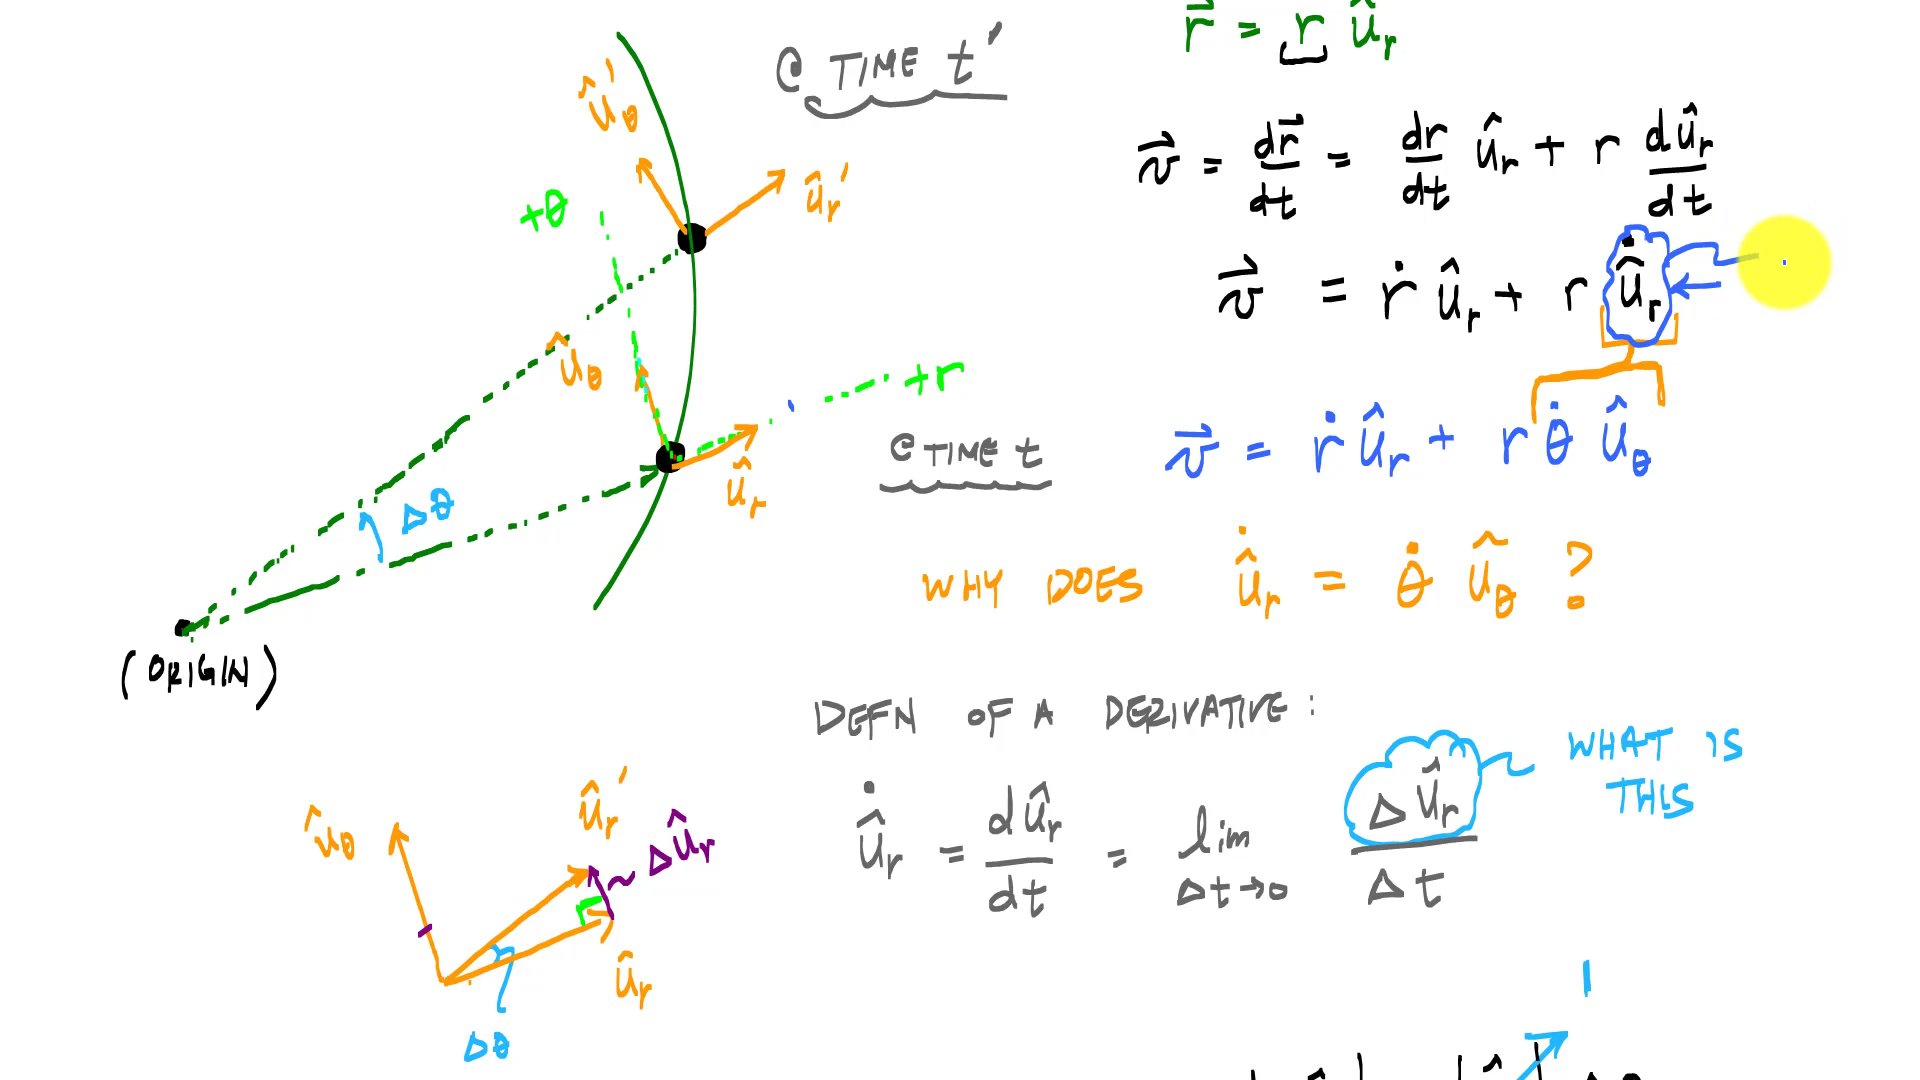 r⃗ = r û_r
@ TIME t′
û_θ′
û_r′
v⃗ = dr⃗/dt = dr/dt û_r + r dû_r/dt
+θ
v⃗ = ṙ û_r + r û̇_r
û_θ
+r
@ TIME t
û_r
v⃗ = ṙ û_r + r θ̇ û_θ
Δθ
WHY DOES û̇_r = θ̇ û_θ ?
(ORIGIN)
DEFN OF A DERIVATIVE:
WHAT IS
THIS
û_θ
û_r′
Δû_r
û̇_r = dû_r/dt = lim Δt→0 Δû_r/Δt
û_r
1
Δθ